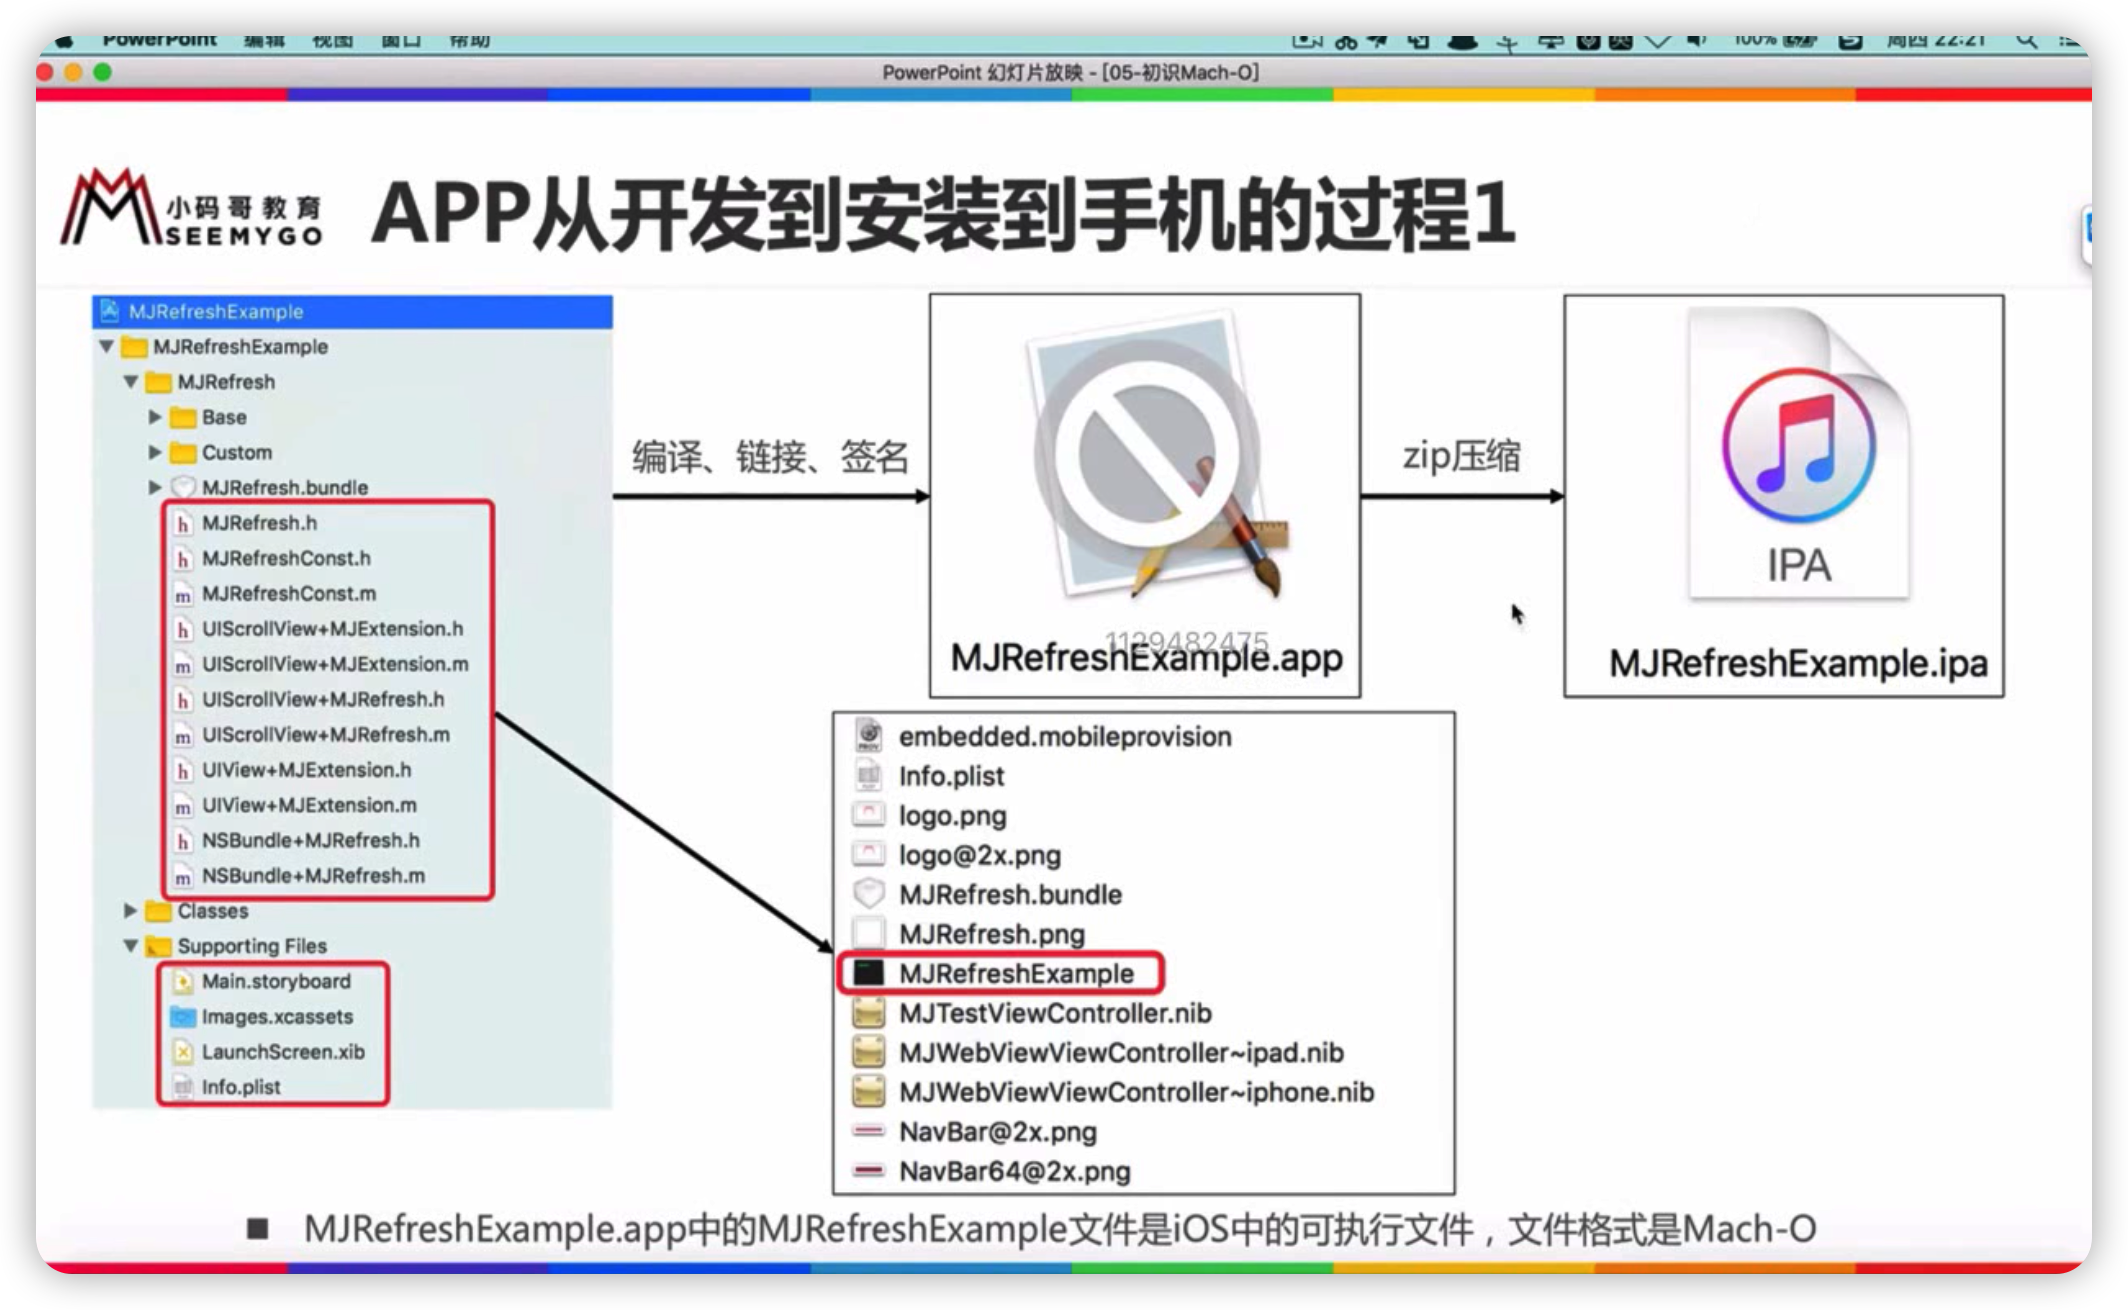 PowerPoint 编辑 视图 窗口 帮助
100% 周四 22:21
PowerPoint 幻灯片放映 - [05-初识Mach-O]
小码哥教育
SEEMYGO
APP从开发到安装到手机的过程1
MJRefreshExample
MJRefreshExample
MJRefresh
Base
Custom
MJRefresh.bundle
MJRefresh.h
MJRefreshConst.h
MJRefreshConst.m
UIScrollView+MJExtension.h
UIScrollView+MJExtension.m
UIScrollView+MJRefresh.h
UIScrollView+MJRefresh.m
UIView+MJExtension.h
UIView+MJExtension.m
NSBundle+MJRefresh.h
NSBundle+MJRefresh.m
Classes
Supporting Files
Main.storyboard
Images.xcassets
LaunchScreen.xib
Info.plist
编译、链接、签名
1129482475
MJRefreshExample.app
zip压缩
IPA
MJRefreshExample.ipa
embedded.mobileprovision
Info.plist
logo.png
logo@2x.png
MJRefresh.bundle
MJRefresh.png
MJRefreshExample
MJTestViewController.nib
MJWebViewViewController~ipad.nib
MJWebViewViewController~iphone.nib
NavBar@2x.png
NavBar64@2x.png
■ MJRefreshExample.app中的MJRefreshExample文件是iOS中的可执行文件，文件格式是Mach-O